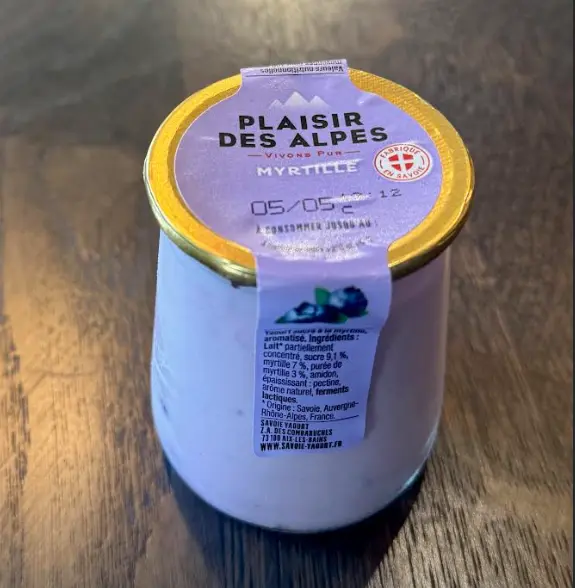 Valeurs nutritionnelles
PLAISIR
DES ALPES
VIVONS PUR
MYRTILLE
FABRIQUÉ
EN SAVOIE
12
05/05
À CONSOMMER JUSQU'AU :
Yaourt sucré à la myrtille,
aromatisé. Ingrédients :
Lait* partiellement
concentré, sucre 9,1 %,
myrtille 7 %, purée de
myrtille 3 %, amidon,
épaississant : pectine,
arôme naturel, ferments
lactiques.
* Origine : Savoie, Auvergne-
Rhône-Alpes, France.
SAVOIE YAOURT
Z.A. DES COMBARUCHES
73 100 AIX-LES-BAINS
WWW.SAVOIE-YAOURT.FR